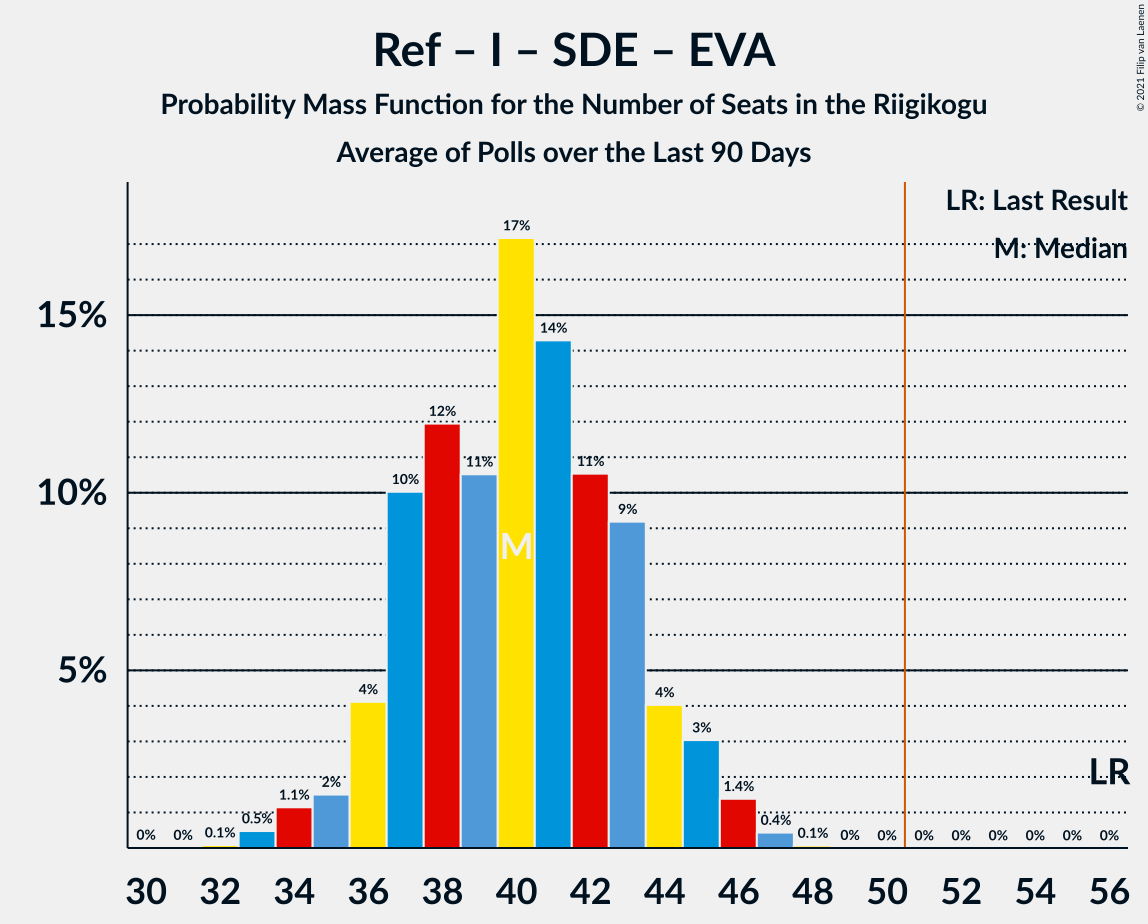 Ref – I – SDE – EVA
Probability Mass Function for the Number of Seats in the Riigikogu
Average of Polls over the Last 90 Days
© 2021 Filip van Laenen
LR: Last Result
M: Median
15%
10%
5%
0% 0% 0.1% 0.5% 1.1% 2% 4% 10% 12% 11% 17% 14% 11% 9% 4% 3% 1.4% 0.4% 0.1% 0% 0% 0% 0% 0% 0% 0% 0%
M
LR
30 32 34 36 38 40 42 44 46 48 50 52 54 56